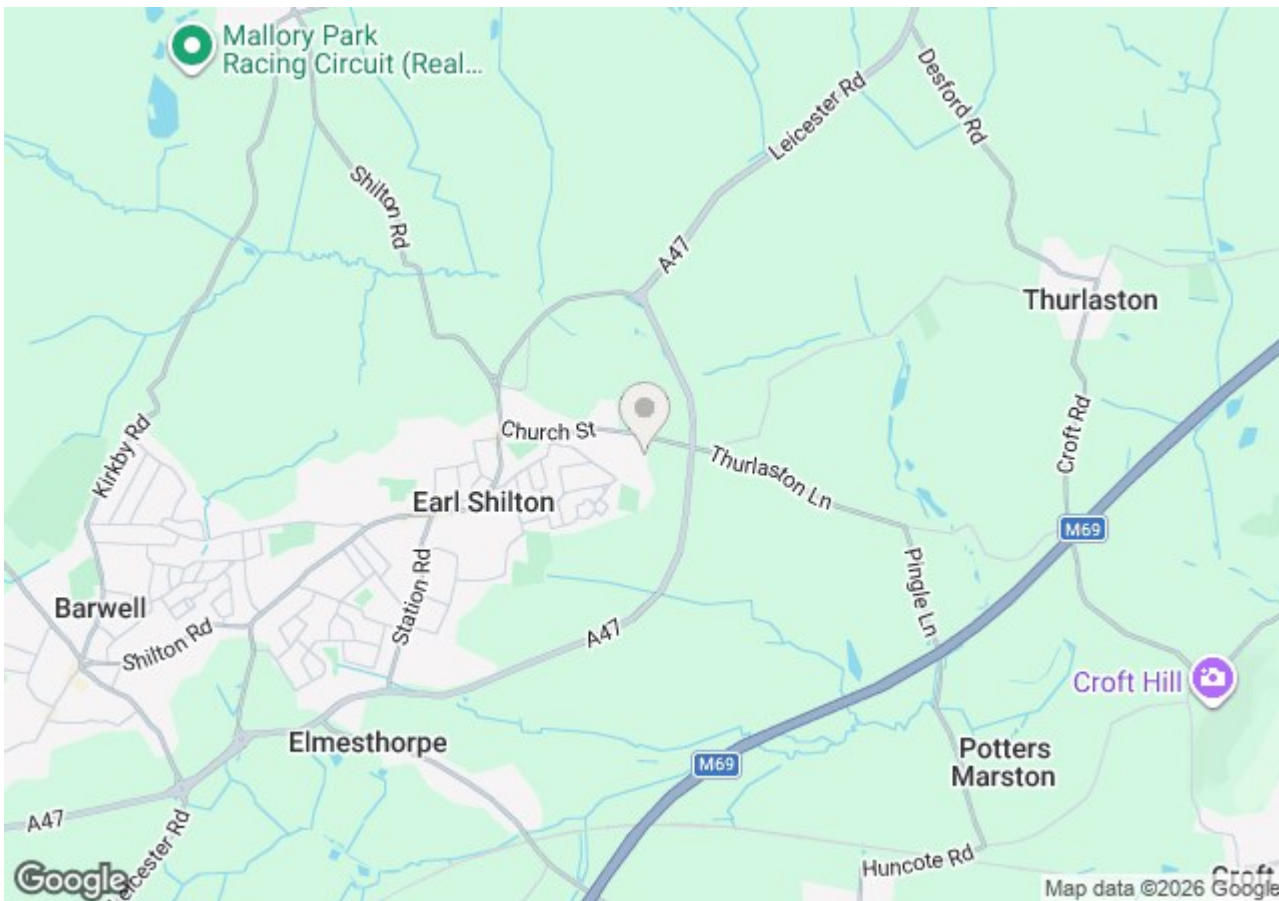 Mallory Park
Racing Circuit (Real...
Leicester Rd
Desford Rd
Shilton Rd
A47
Thurlaston
Kirkby Rd
Church St
Thurlaston Ln
Croft Rd
Earl Shilton
M69
Pingle Ln
Station Rd
Barwell
Shilton Rd
A47
Croft Hill
Elmesthorpe
Potters
Marston
M69
A47
Leicester Rd
Huncote Rd
Croft
Google
Map data ©2026 Google